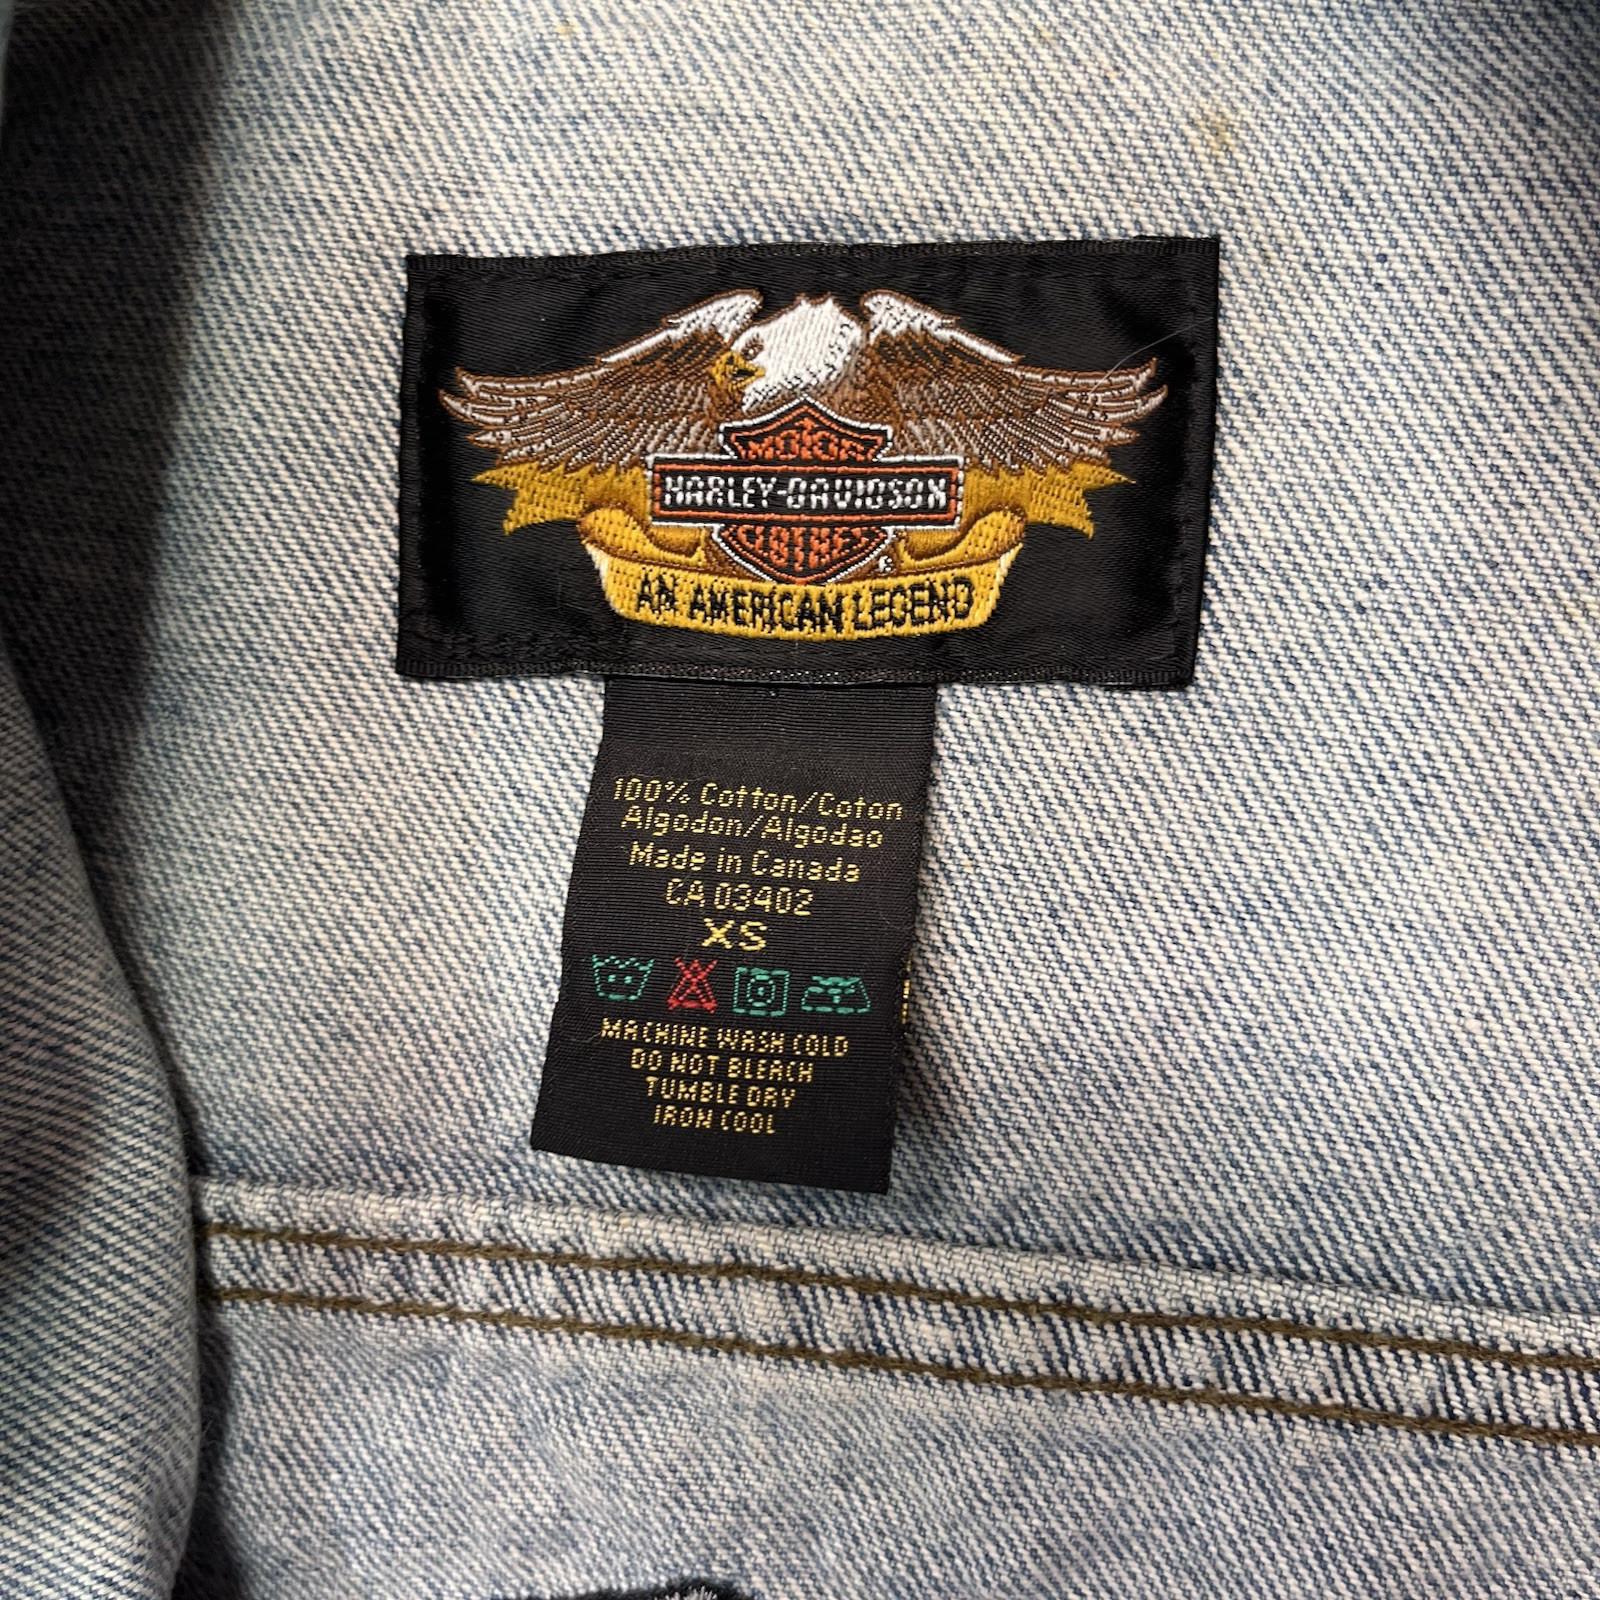 MOTOR
HARLEY-DAVIDSON
CLOTHES
®
AN AMERICAN LEGEND
100% Cotton/Coton
Algodon/Algodao
Made in Canada
CA 03402
XS
MACHINE WASH COLD
DO NOT BLEACH
TUMBLE DRY
IRON COOL